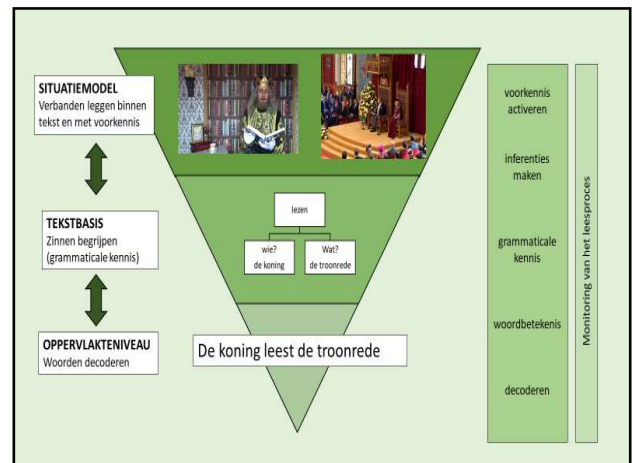 SITUATIEMODEL
Verbanden leggen binnen
tekst en met voorkennis
TEKSTBASIS
Zinnen begrijpen
(grammaticale kennis)
OPPERVLAKTENIVEAU
Woorden decoderen
lezen
wie?
de koning
Wat?
de troonrede
De koning leest de troonrede
voorkennis
activeren
inferenties
maken
grammaticale
kennis
woordbetekenis
decoderen
Monitoring van het leesproces